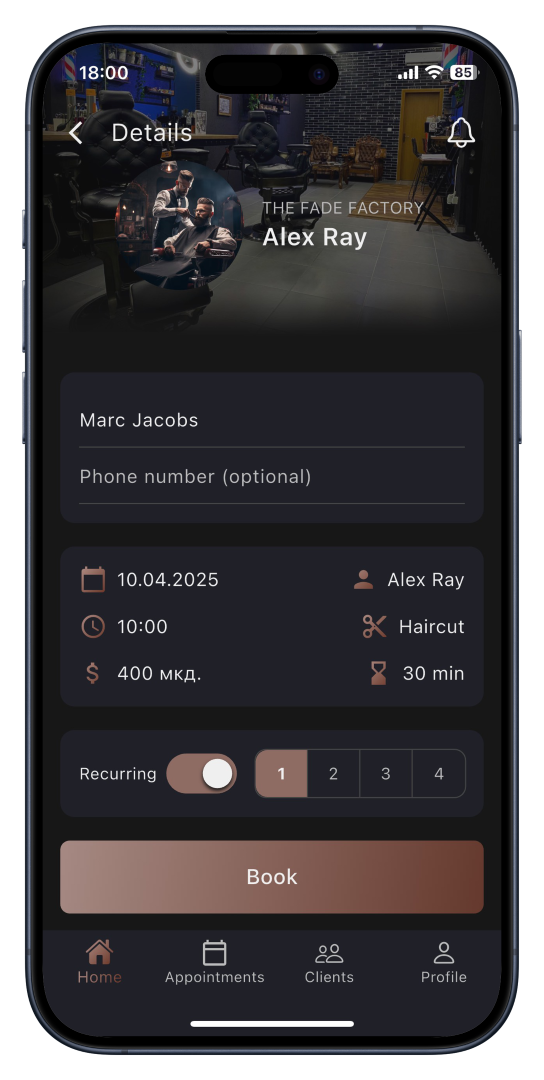 18:00
85
Details
THE FADE FACTORY
Alex Ray
Marc Jacobs
Phone number (optional)
10.04.2025 Alex Ray
10:00 Haircut
$ 400 мкд. 30 min
Recurring 1 2 3 4
Book
Home Appointments Clients Profile